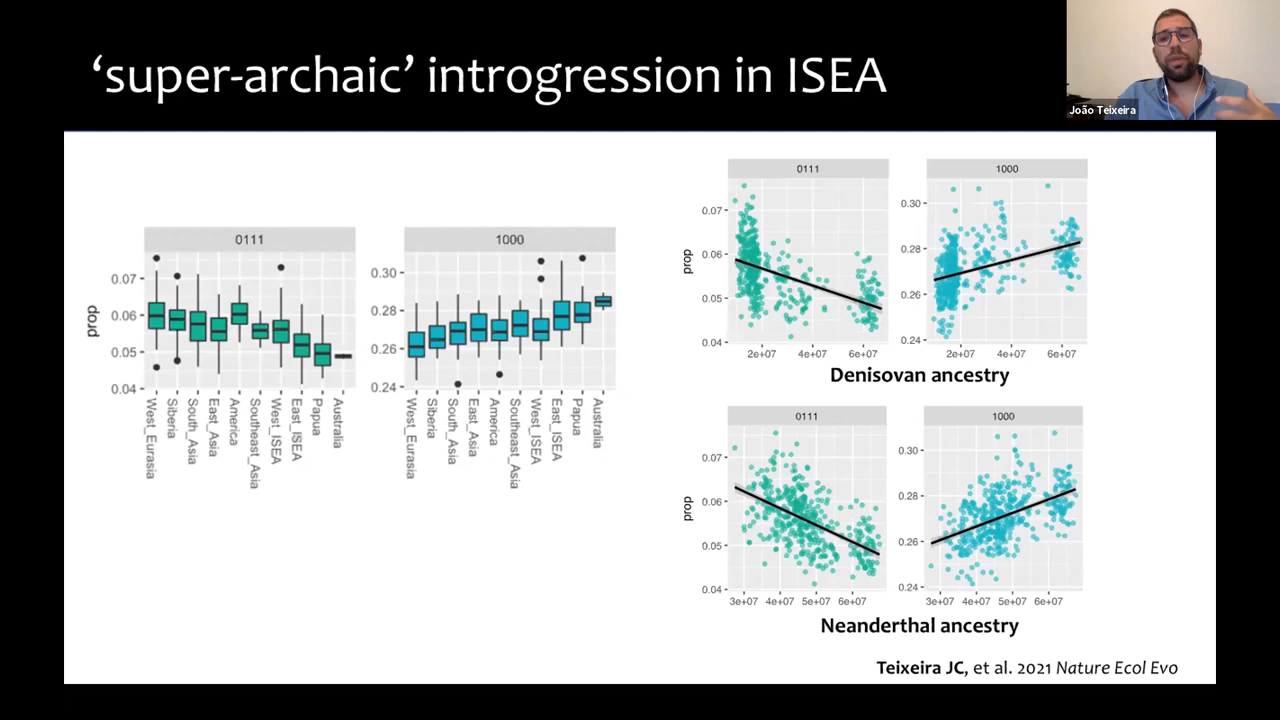 ‘super-archaic’ introgression in ISEA
João Teixeira
0111
1000
prop
0.07
0.06
0.05
0.04
0.30
0.28
0.26
0.24
West_Eurasia
Siberia
South_Asia
East_Asia
America
Southeast_Asia
West_ISEA
East_ISEA
Papua
Australia
West_Eurasia
Siberia
South_Asia
East_Asia
America
Southeast_Asia
West_ISEA
East_ISEA
Papua
Australia
0111
1000
prop
0.07
0.06
0.05
0.04
0.30
0.28
0.26
0.24
2e+07 4e+07 6e+07
2e+07 4e+07 6e+07
Denisovan ancestry
0111
1000
prop
0.07
0.06
0.05
0.04
0.30
0.28
0.26
0.24
3e+07 4e+07 5e+07 6e+07
3e+07 4e+07 5e+07 6e+07
Neanderthal ancestry
Teixeira JC, et al. 2021 Nature Ecol Evo